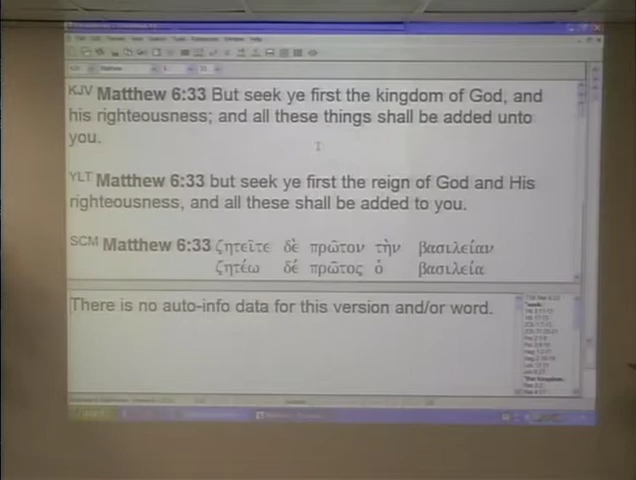 KJV Matthew 6:33 But seek ye first the kingdom of God, and
his righteousness; and all these things shall be added unto
you.
YLT Matthew 6:33 but seek ye first the reign of God and His
righteousness, and all these shall be added to you.
SCM Matthew 6:33 ζητεῖτε δὲ πρῶτον τὴν βασιλείαν
ζητέω δέ πρῶτος ὁ βασιλεία
There is no auto-info data for this version and/or word.